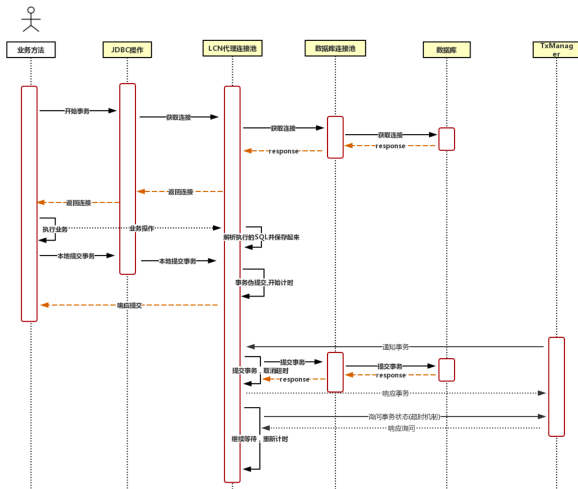 业务方法
JDBC操作
LCN代理连接池
数据库连接池
数据库
TxManag
er
开始事务
获取连接
获取连接
获取连接
response
response
返回连接
返回连接
执行业务
业务操作
解析执行的SQL并保存起来
本地提交事务
本地提交事务
事务伪提交,开始计时
响应提交
通知事务
提交事务
提交事务
提交事务，取消超时
response
response
响应事务
询问事务状态(超时机制)
响应询问
继续等待，重新计时